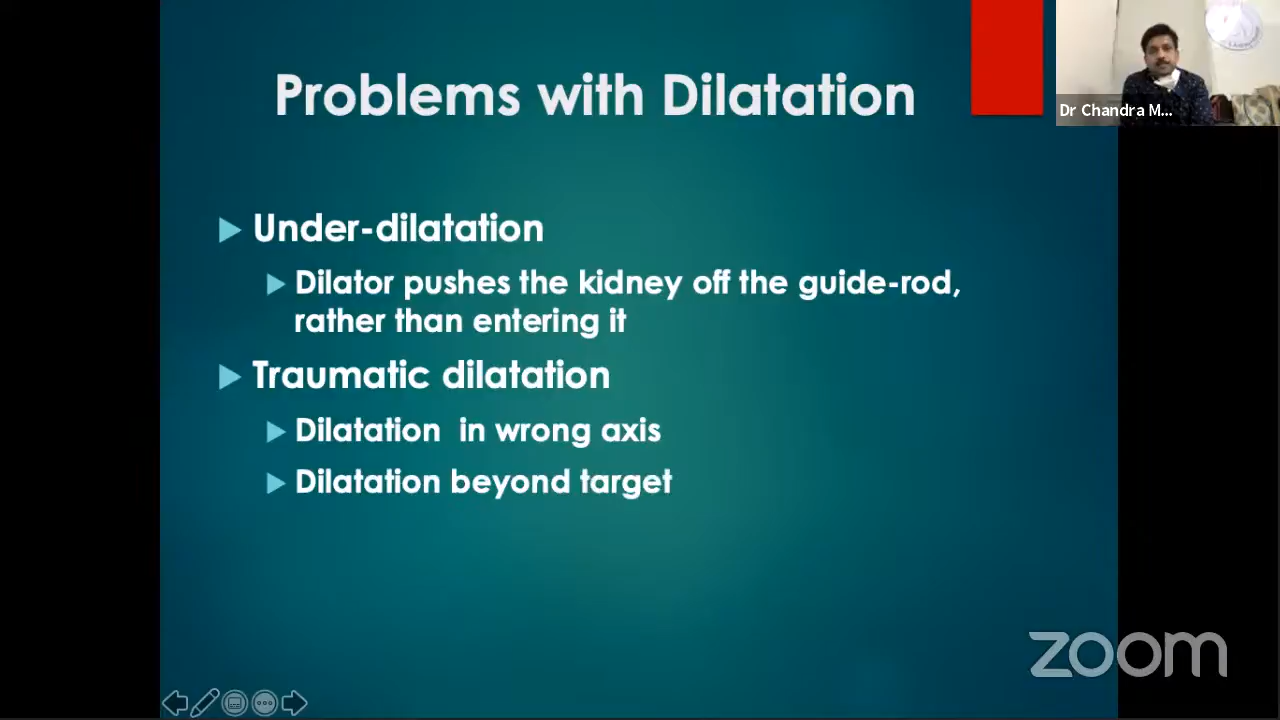 Problems with Dilatation
Dr Chandra M...
Under-dilatation
Dilator pushes the kidney off the guide-rod,
rather than entering it
Traumatic dilatation
Dilatation in wrong axis
Dilatation beyond target
zoom